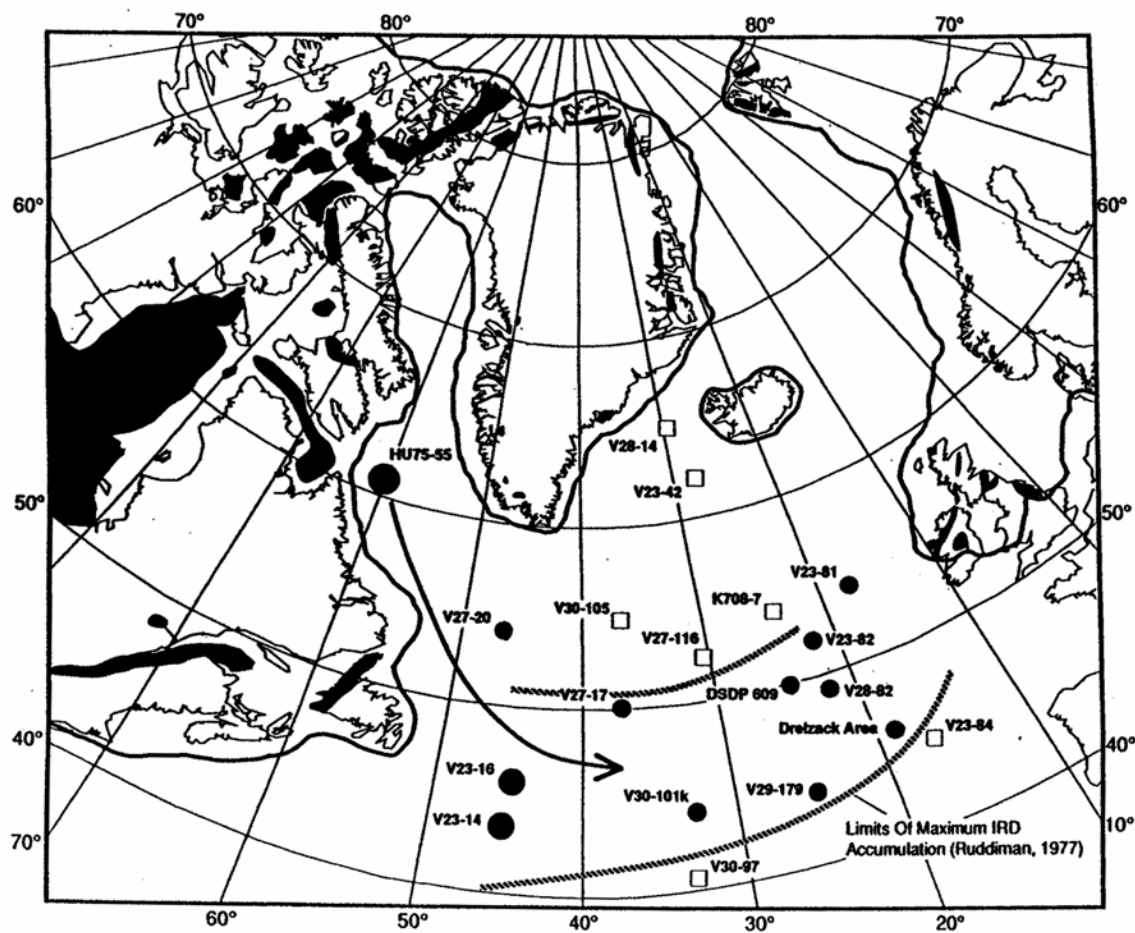 70°
80°
80°
70°
60°
60°
HU75-55
V28-14
V23-42
50°
50°
V23-81
K708-7
V30-105
V27-20
V27-116
V23-82
V27-17
DSDP 609
V28-82
Dreizack Area
V23-84
40°
40°
V23-16
V30-101k
V29-179
V23-14
Limits Of Maximum IRD
Accumulation (Ruddiman, 1977)
10°
70°
V30-97
60°
50°
40°
30°
20°